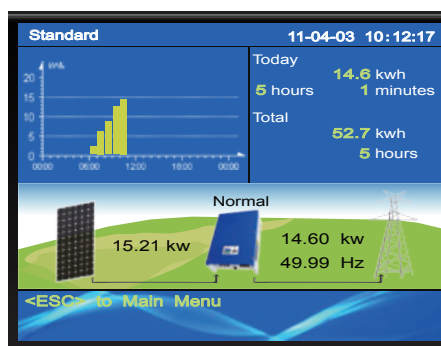 Standard 11-04-03 10:12:17
kWh
20
15
10
5
0
00:00 06:00 12:00 18:00 00:00
Today
14.6 kwh
5 hours 1 minutes
Total
52.7 kwh
5 hours
Normal
15.21 kw
14.60 kw
49.99 Hz
<ESC> to Main Menu